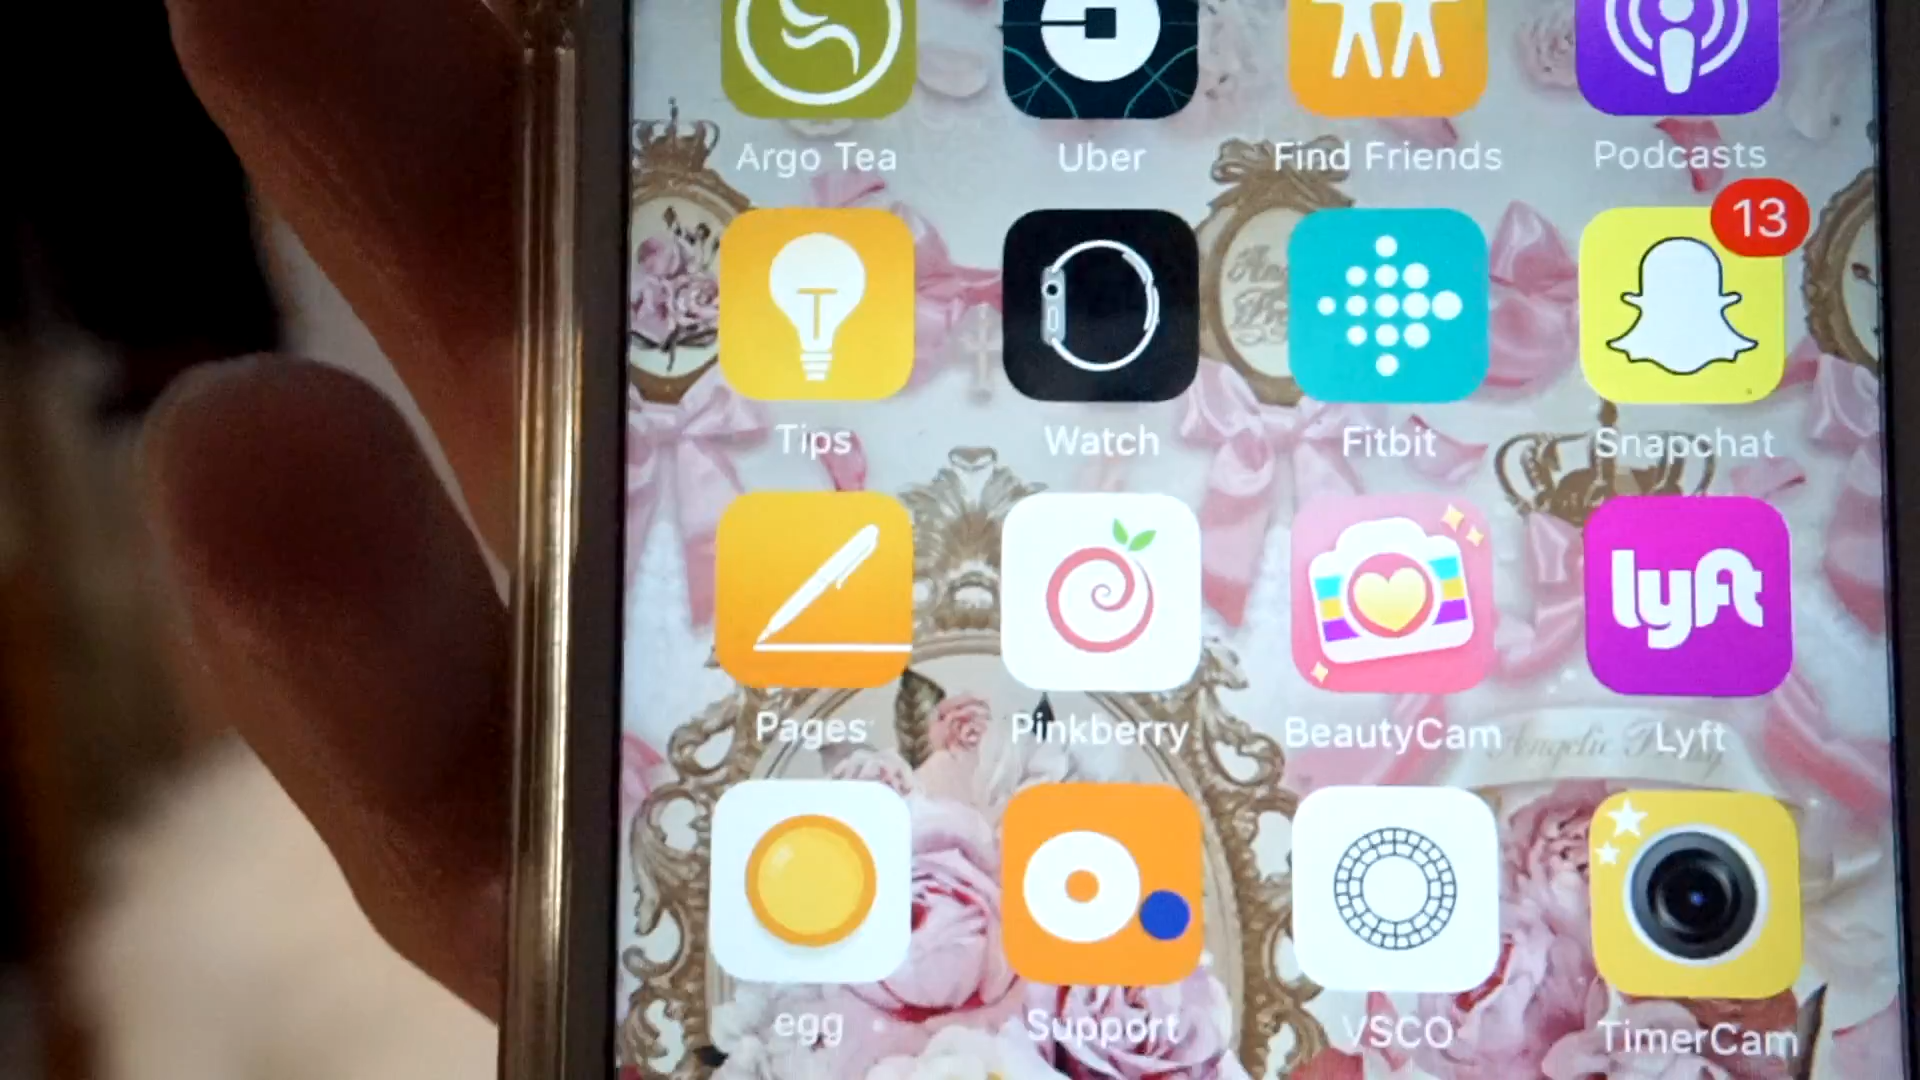 Argo Tea
Uber
Find Friends
Podcasts
13
Tips
Watch
Fitbit
Snapchat
lyft
Pages
Pinkberry
BeautyCam
Lyft
Angelic
egg
Support
VSCO
TimerCam